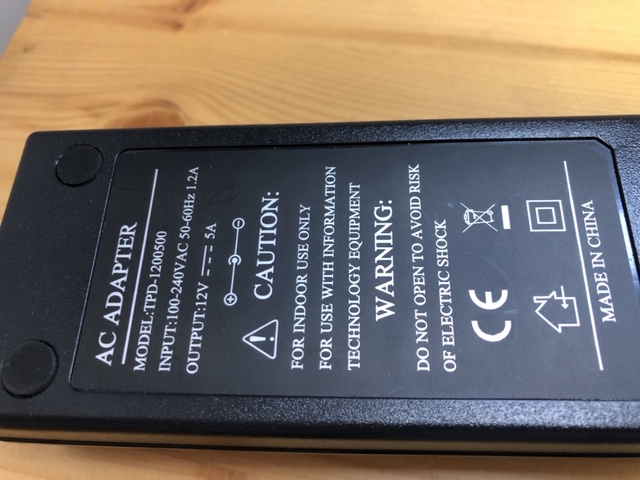 AC ADAPTER
MODEL:TPD-1200500
INPUT:100-240VAC 50-60Hz 1.2A
OUTPUT:12V 5A
CAUTION:
FOR INDOOR USE ONLY
FOR USE WITH INFORMATION
TECHNOLOGY EQUIPMENT
WARNING:
DO NOT OPEN TO AVOID RISK
OF ELECTRIC SHOCK
CE
MADE IN CHINA